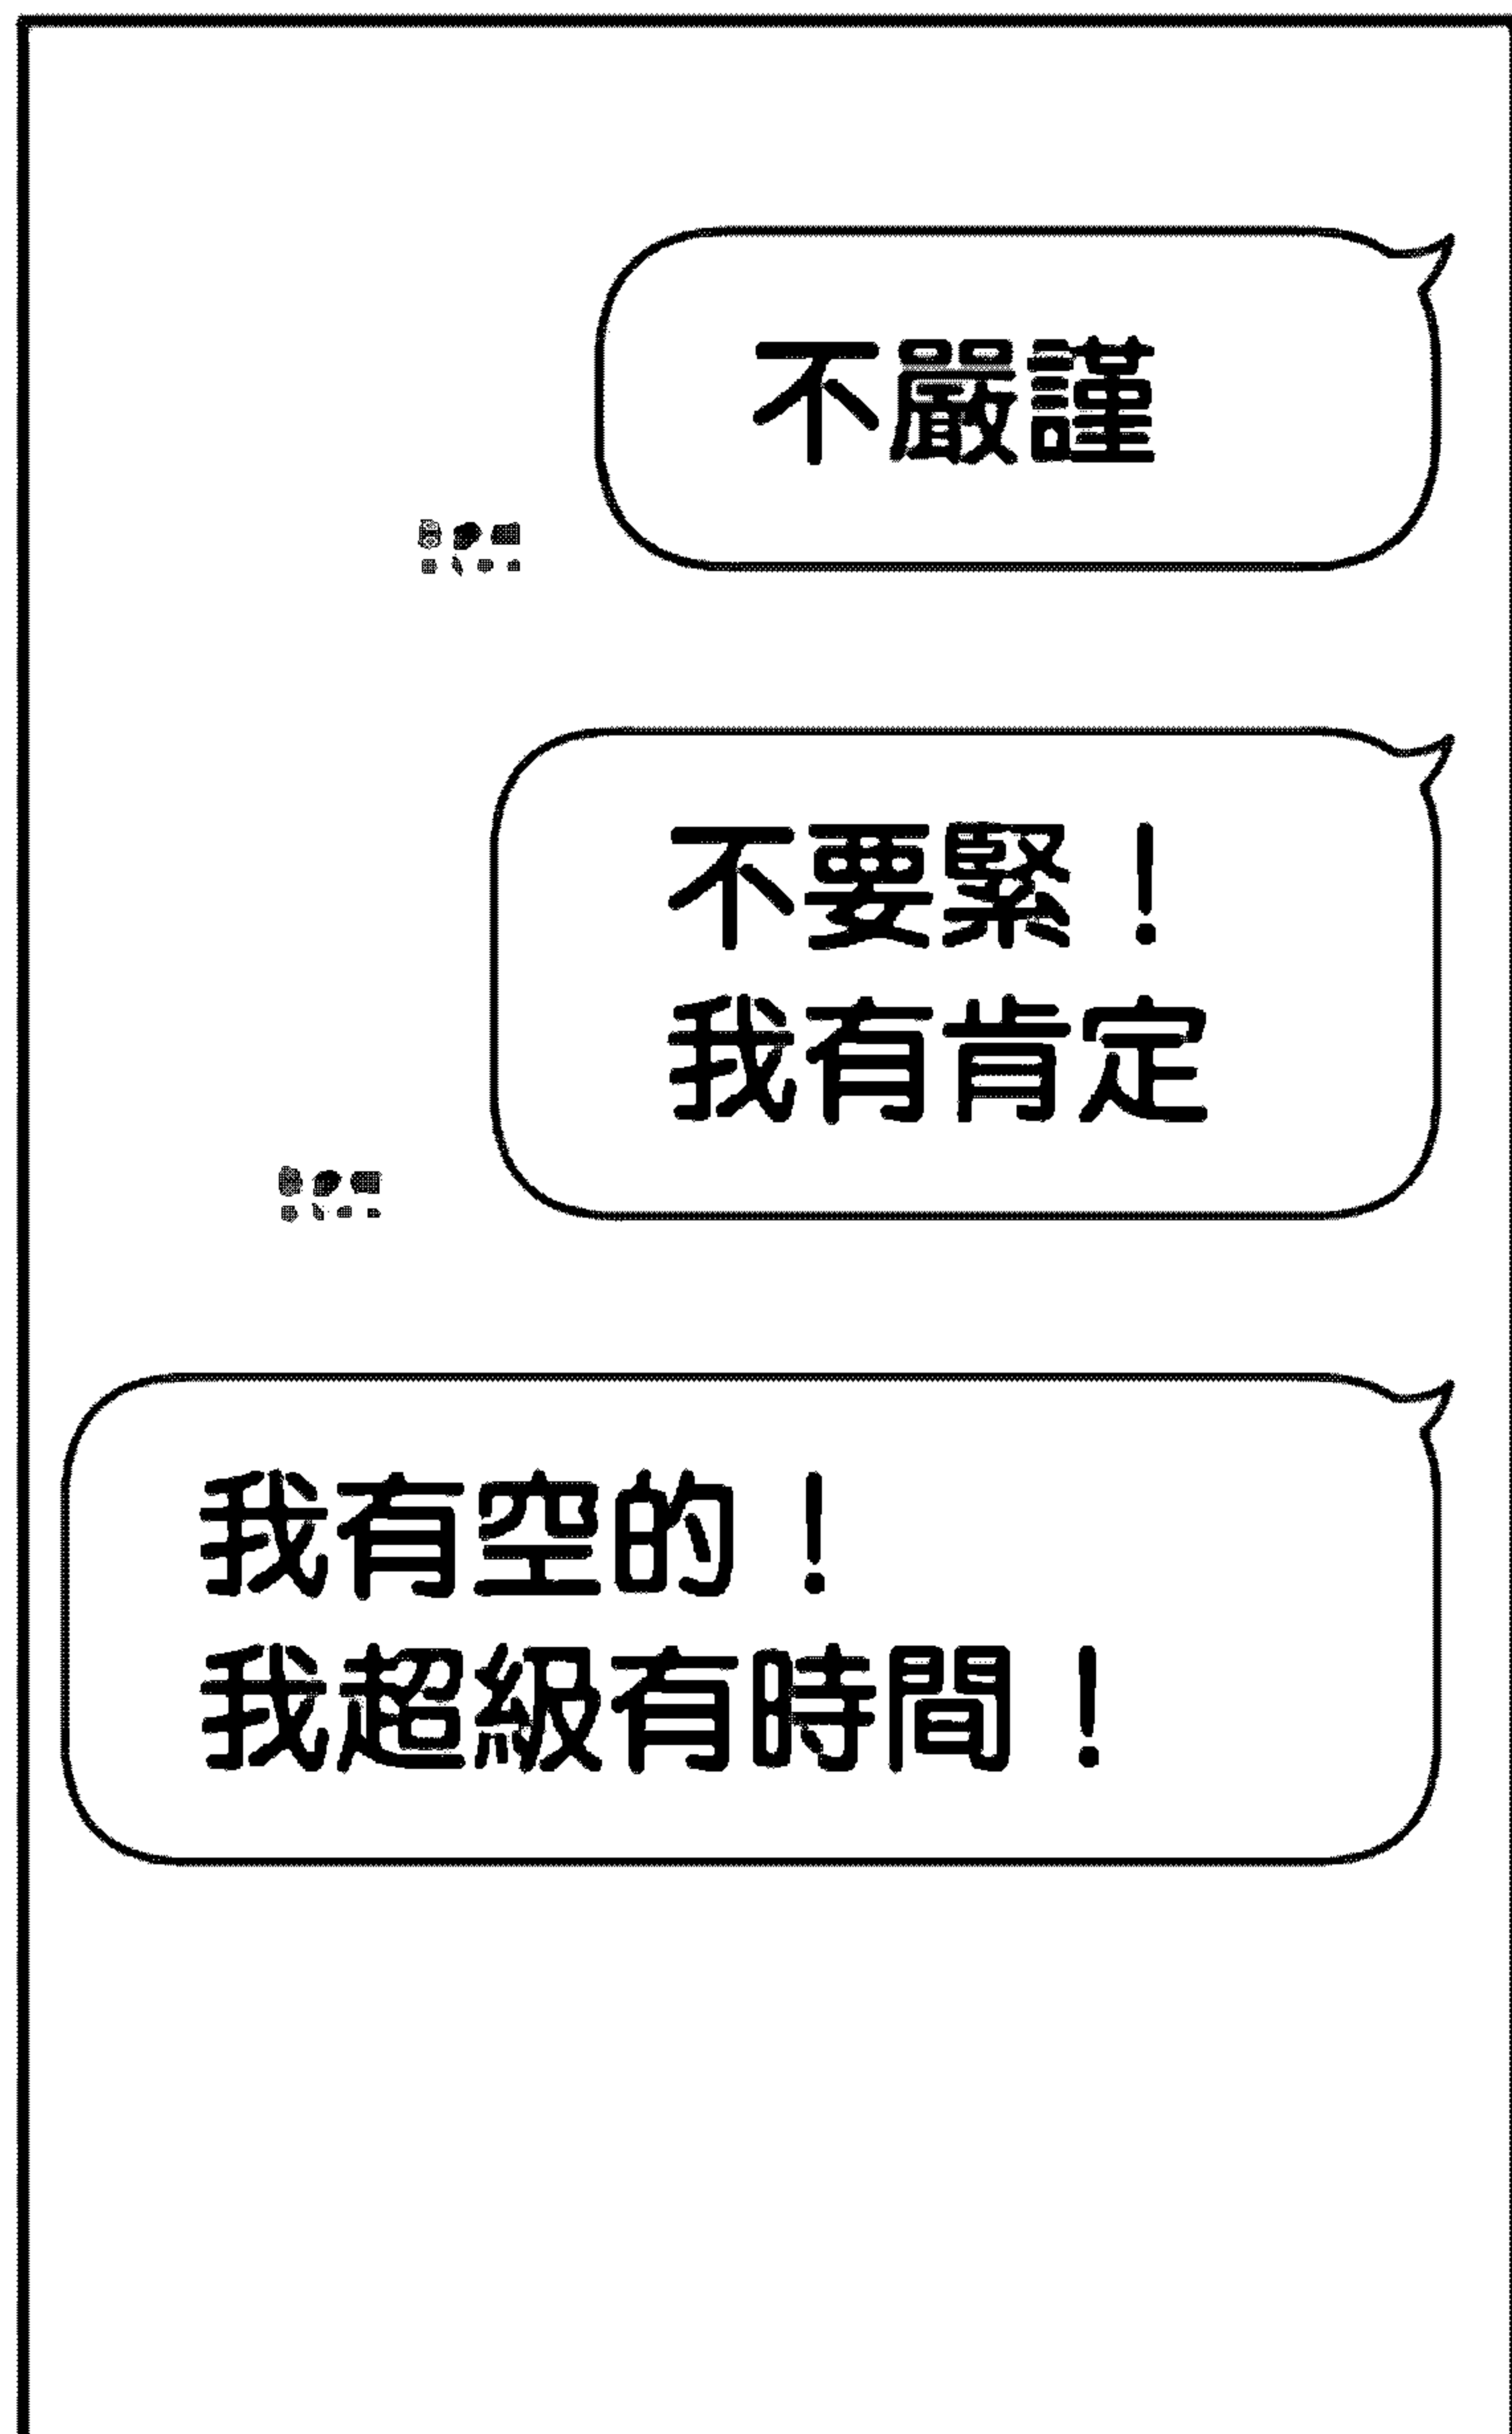 不嚴謹
不要緊！
我有肯定
我有空的！
我超級有時間！